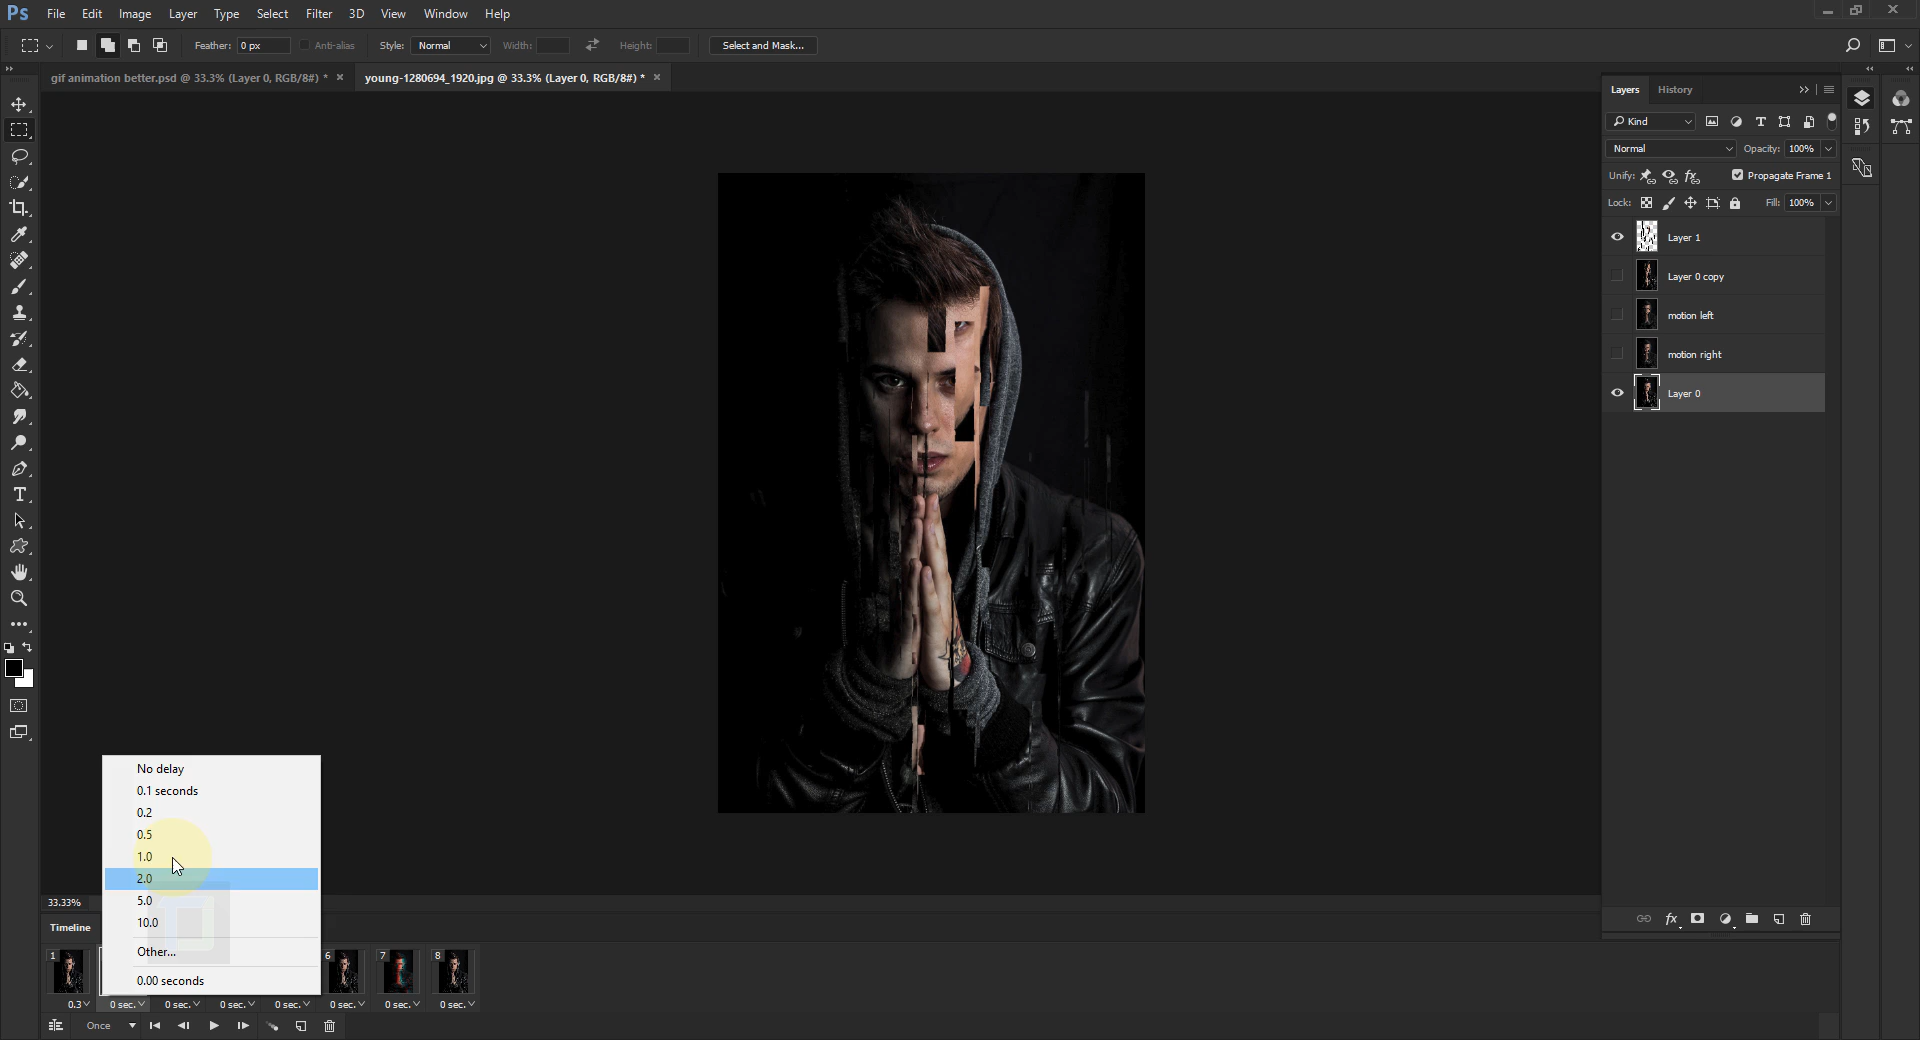 Ps File Edit Image Layer Type Select Filter 3D View Window Help
Feather: 0 px Anti-alias Style: Normal Width: Height: Select and Mask...
gif animation better.psd @ 33.3% (Layer 0, RGB/8#) * × young-1280694_1920.jpg @ 33.3% (Layer 0, RGB/8#) * ×
Layers History
Kind
Normal Opacity: 100%
Unify: Propagate Frame 1
Lock: Fill: 100%
Layer 1
Layer 0 copy
motion left
motion right
Layer 0
No delay
0.1 seconds
0.2
0.5
1.0
2.0
5.0
10.0
Other...
0.00 seconds
33.33%
Timeline
1 6 7 8
0.3 0 sec. 0 sec. 0 sec. 0 sec. 0 sec. 0 sec. 0 sec.
Once